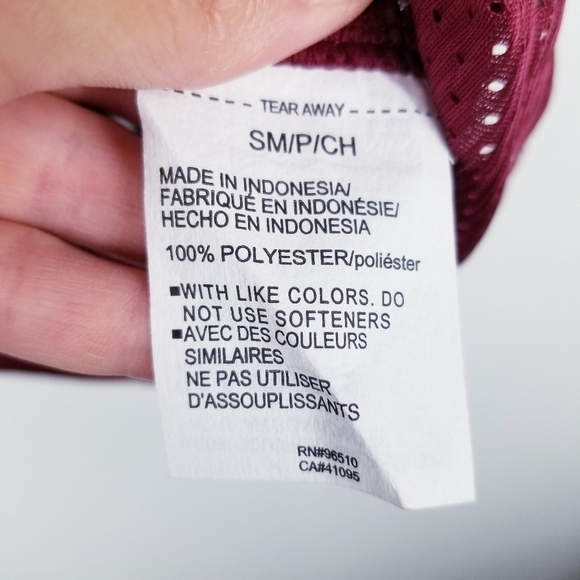 TEAR AWAY
SM/P/CH
MADE IN INDONESIA/
FABRIQUÉ EN INDONÉSIE/
HECHO EN INDONESIA
100% POLYESTER/poliéster
■WITH LIKE COLORS. DO
NOT USE SOFTENERS
■AVEC DES COULEURS
SIMILAIRES
NE PAS UTILISER
D'ASSOUPLISSANTS
RN#96510
CA#41095